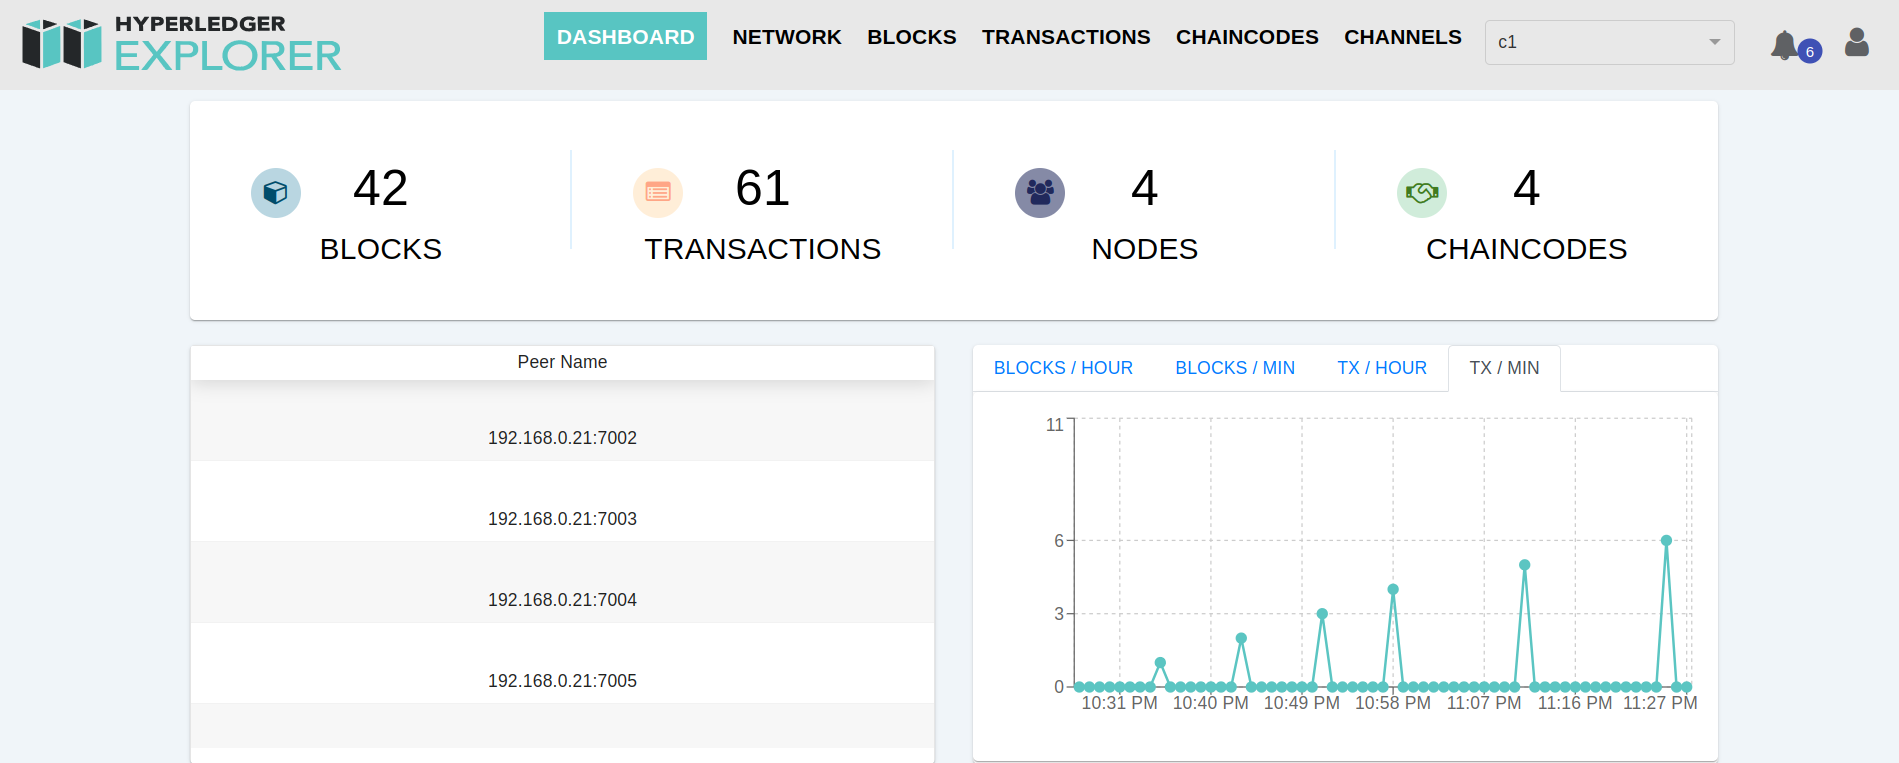 HYPERLEDGER
EXPLORER
DASHBOARD NETWORK BLOCKS TRANSACTIONS CHAINCODES CHANNELS c1 6
42
BLOCKS
61
TRANSACTIONS
4
NODES
4
CHAINCODES
Peer Name
192.168.0.21:7002
192.168.0.21:7003
192.168.0.21:7004
192.168.0.21:7005
BLOCKS / HOUR BLOCKS / MIN TX / HOUR TX / MIN
11
6
3
0
10:31 PM 10:40 PM 10:49 PM 10:58 PM 11:07 PM 11:16 PM 11:27 PM